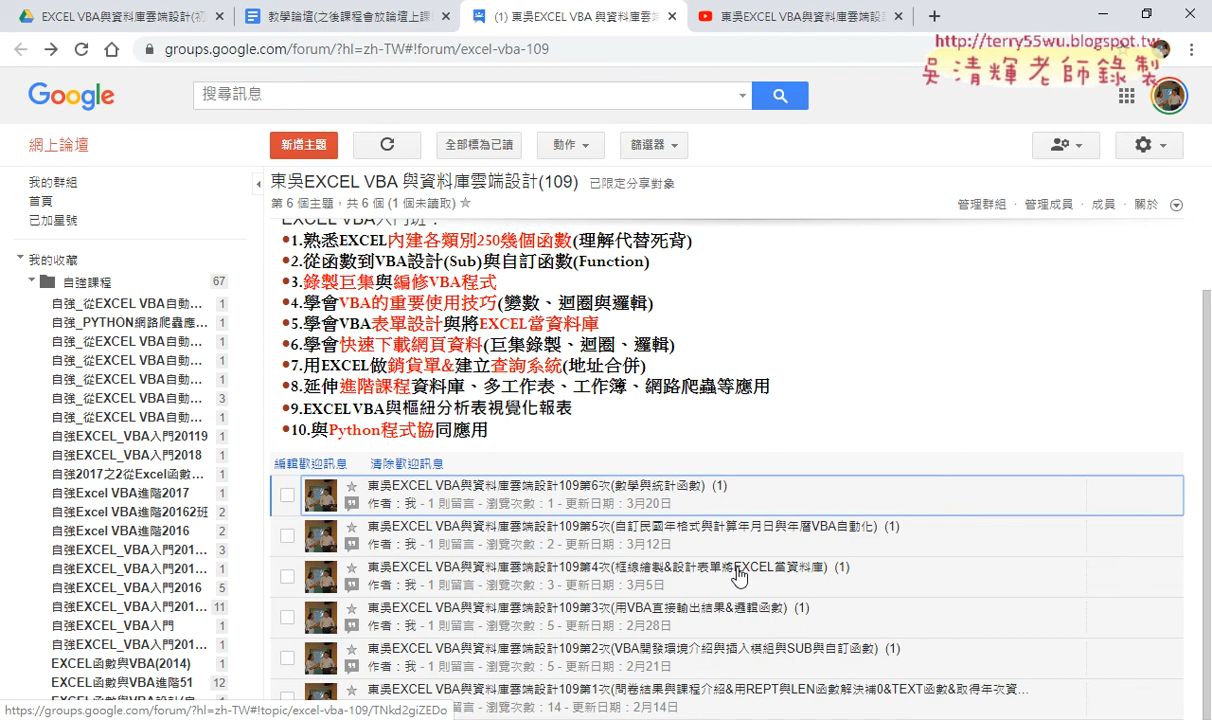 EXCEL VBA與資料庫雲端設計(初
教學論壇(之後課程會放論壇上課
(1) 東吳EXCEL VBA 與資料庫雲端
東吳EXCEL VBA與資料庫雲端設
groups.google.com/forum/?hl=zh-TW#!forum/excel-vba-109
http://terry55wu.blogspot.tw
吳清輝老師錄製
Google
搜尋訊息
網上論壇
新增主題
全部標為已讀
動作
篩選器
我的群組
首頁
已加星號
東吳EXCEL VBA 與資料庫雲端設計(109) 已限定分享對象
第 6 個主題，共 6 個 (1 個未讀取)
管理群組 · 管理成員 · 成員 · 關於
EXCEL VBA入門班：
●1.熟悉EXCEL內建各類別250幾個函數(理解代替死背)
●2.從函數到VBA設計(Sub)與自訂函數(Function)
●3.錄製巨集與編修VBA程式
●4.學會VBA的重要使用技巧(變數、迴圈與邏輯)
●5.學會VBA表單設計與將EXCEL當資料庫
●6.學會快速下載網頁資料(巨集錄製、迴圈、邏輯)
●7.用EXCEL做銷貨單&建立查詢系統(地址合併)
●8.延伸進階課程資料庫、多工作表、工作簿、網路爬蟲等應用
●9.EXCEL VBA與樞紐分析表視覺化報表
●10.與Python程式協同應用
編輯歡迎訊息 清除歡迎訊息
東吳EXCEL VBA與資料庫雲端設計109第6次(數學與統計函數) (1)
作者：我 - 1 則留言 - 瀏覽次數：1 - 更新日期：3月20日
東吳EXCEL VBA與資料庫雲端設計109第5次(自訂民國年格式與計算年月日與年曆VBA自動化) (1)
作者：我 - 1 則留言 - 瀏覽次數：2 - 更新日期：3月12日
東吳EXCEL VBA與資料庫雲端設計109第4次(框線繪製&設計表單將EXCEL當資料庫) (1)
作者：我 - 1 則留言 - 瀏覽次數：3 - 更新日期：3月5日
東吳EXCEL VBA與資料庫雲端設計109第3次(用VBA直接輸出結果&邏輯函數) (1)
作者：我 - 1 則留言 - 瀏覽次數：5 - 更新日期：2月28日
東吳EXCEL VBA與資料庫雲端設計109第2次(VBA開發環境介紹與插入模組與SUB與自訂函數) (1)
作者：我 - 1 則留言 - 瀏覽次數：5 - 更新日期：2月21日
東吳EXCEL VBA與資料庫雲端設計109第1次(問卷結果與課程介紹&用REPT與LEN函數解決補0&TEXT函數&取得年次資...
作者：我 - 1 則留言 - 瀏覽次數：14 - 更新日期：2月14日
我的收藏
自強課程 67
自強_從EXCEL VBA自動... 1
自強_PYTHON網路爬蟲應... 1
自強_從EXCEL VBA自動... 1
自強_從EXCEL VBA自動... 1
自強_從EXCEL VBA自動... 1
自強_從EXCEL VBA自動... 3
自強_從EXCEL VBA自動... 1
自強EXCEL_VBA入門20119 1
自強EXCEL_VBA入門2018 1
自強2017之2從Excel函數... 1
自強Excel VBA進階2017 1
自強Excel VBA進階20162班 2
自強Excel VBA進階2016 2
自強EXCEL_VBA入門201... 3
自強EXCEL_VBA入門201... 2
自強EXCEL_VBA入門2016 5
自強EXCEL_VBA入門201... 11
自強EXCEL_VBA入門 1
自強EXCEL_VBA入門201... 1
EXCEL函數與VBA(2014) 1
EXCEL函數與VBA進階51 12
https://groups.google.com/forum/?hl=zh-TW#!topic/excel-vba-109/TNkd2giZEDo